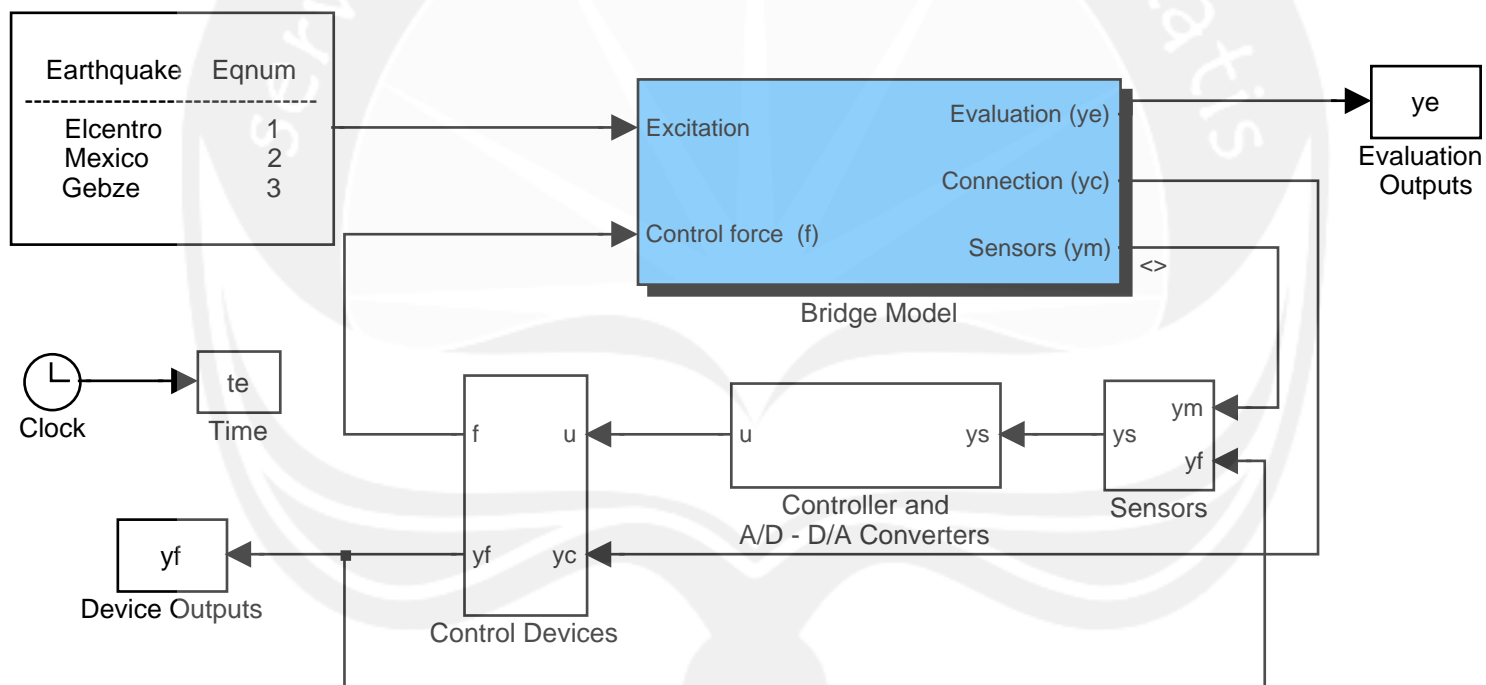 Earthquake Eqnum
Elcentro 1
Mexico 2
Gebze 3
Excitation
Control force (f)
Evaluation (ye)
Connection (yc)
Sensors (ym)
<>
Bridge Model
ye
Evaluation
Outputs
Clock
te
Time
f
u
yf
yc
Control Devices
u
ys
Controller and
A/D - D/A Converters
ys
ym
yf
Sensors
yf
Device Outputs